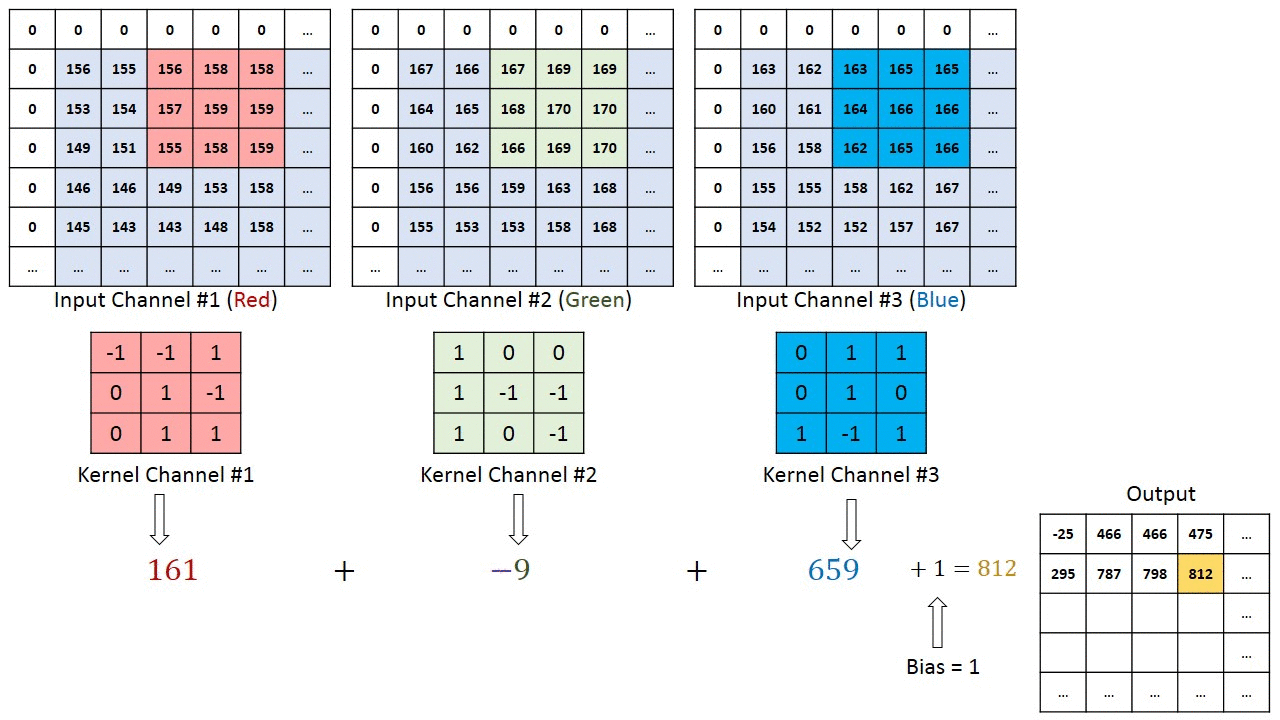 0 0 0 0 0 0 ... 0 0 0 0 0 0 ... 0 0 0 0 0 0 ...
0 156 155 156 158 158 ... 0 167 166 167 169 169 ... 0 163 162 163 165 165 ...
0 153 154 157 159 159 ... 0 164 165 168 170 170 ... 0 160 161 164 166 166 ...
0 149 151 155 158 159 ... 0 160 162 166 169 170 ... 0 156 158 162 165 166 ...
0 146 146 149 153 158 ... 0 156 156 159 163 168 ... 0 155 155 158 162 167 ...
0 145 143 143 148 158 ... 0 155 153 153 158 168 ... 0 154 152 152 157 167 ...
... ... ... ... ... ... ... ... ... ... ... ... ... ... ... ... ... ... ...
Input Channel #1 (Red) Input Channel #2 (Green) Input Channel #3 (Blue)
-1 -1 1 1 0 0 0 1 1
0 1 -1 1 -1 -1 0 1 0
0 1 1 1 0 -1 1 -1 1
Kernel Channel #1 Kernel Channel #2 Kernel Channel #3
161 + −9 + 659 + 1 = 812
Bias = 1
Output
-25 466 466 475 ...
295 787 798 812 ...
...
...
... ... ... ... ...